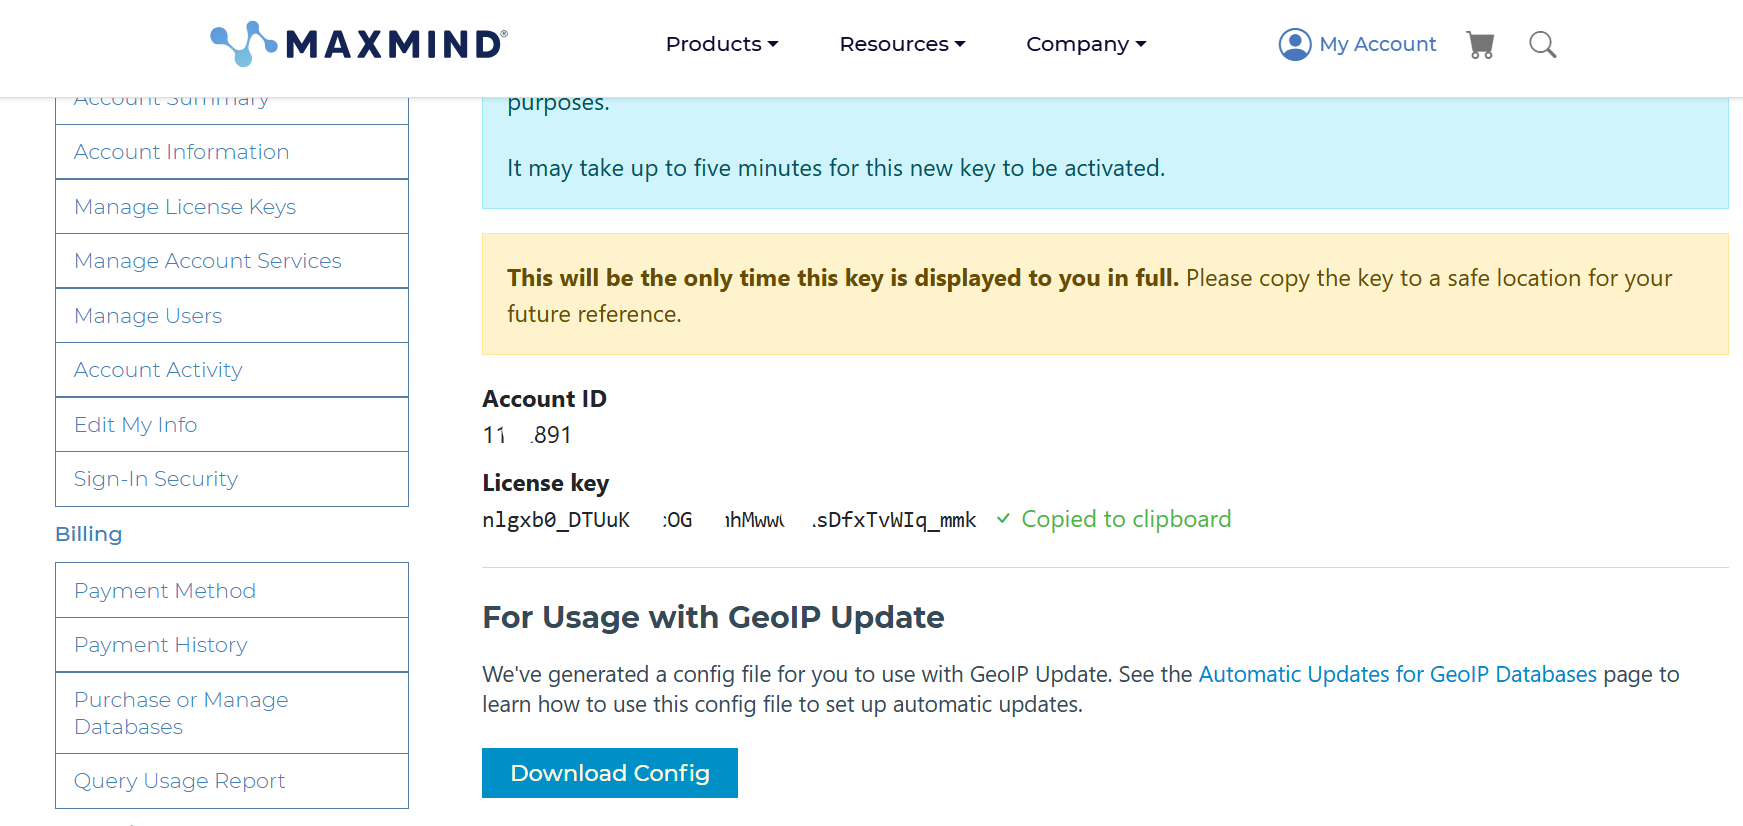 MAXMIND®
Products
Resources
Company
My Account
Account Summary
Account Information
Manage License Keys
Manage Account Services
Manage Users
Account Activity
Edit My Info
Sign-In Security
Billing
Payment Method
Payment History
Purchase or Manage
Databases
Query Usage Report
purposes.
It may take up to five minutes for this new key to be activated.
This will be the only time this key is displayed to you in full. Please copy the key to a safe location for your
future reference.
Account ID
11 891
License key
nlgxb0_DTUuK :OG hMww sDfxTvWIq_mmk ✓ Copied to clipboard
For Usage with GeoIP Update
We've generated a config file for you to use with GeoIP Update. See the Automatic Updates for GeoIP Databases page to
learn how to use this config file to set up automatic updates.
Download Config